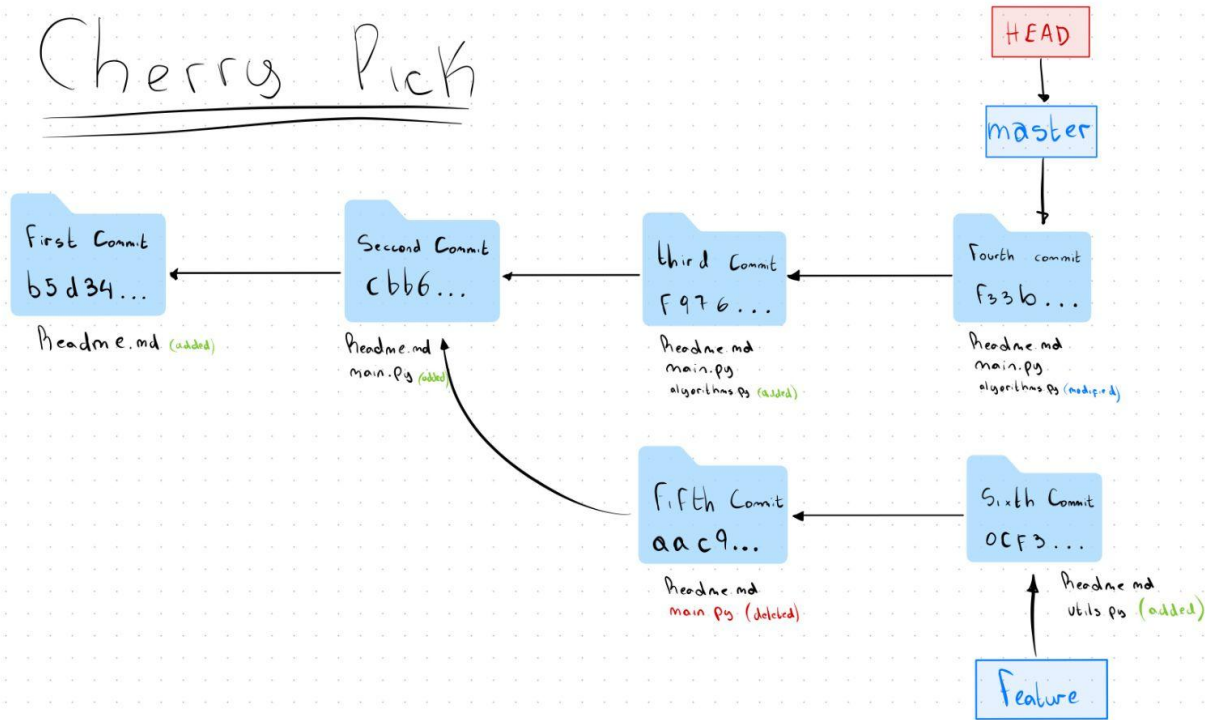 Cherry Pick
HEAD
master
First Commit
b5d34...
Readme.md (added)
Seccond Commit
cbb6...
Readme.md
main.py (added)
third Commit
F976...
Readme.md
main.py
algorithms.py (added)
Fourth commit
F33b...
Readme.md
main.py
algorithms.py (modified)
Fifth Commit
aac9...
Readme.md
main.py (deleted)
Sixth Commit
0CF3...
Readme.md
utils.py (added)
Feature